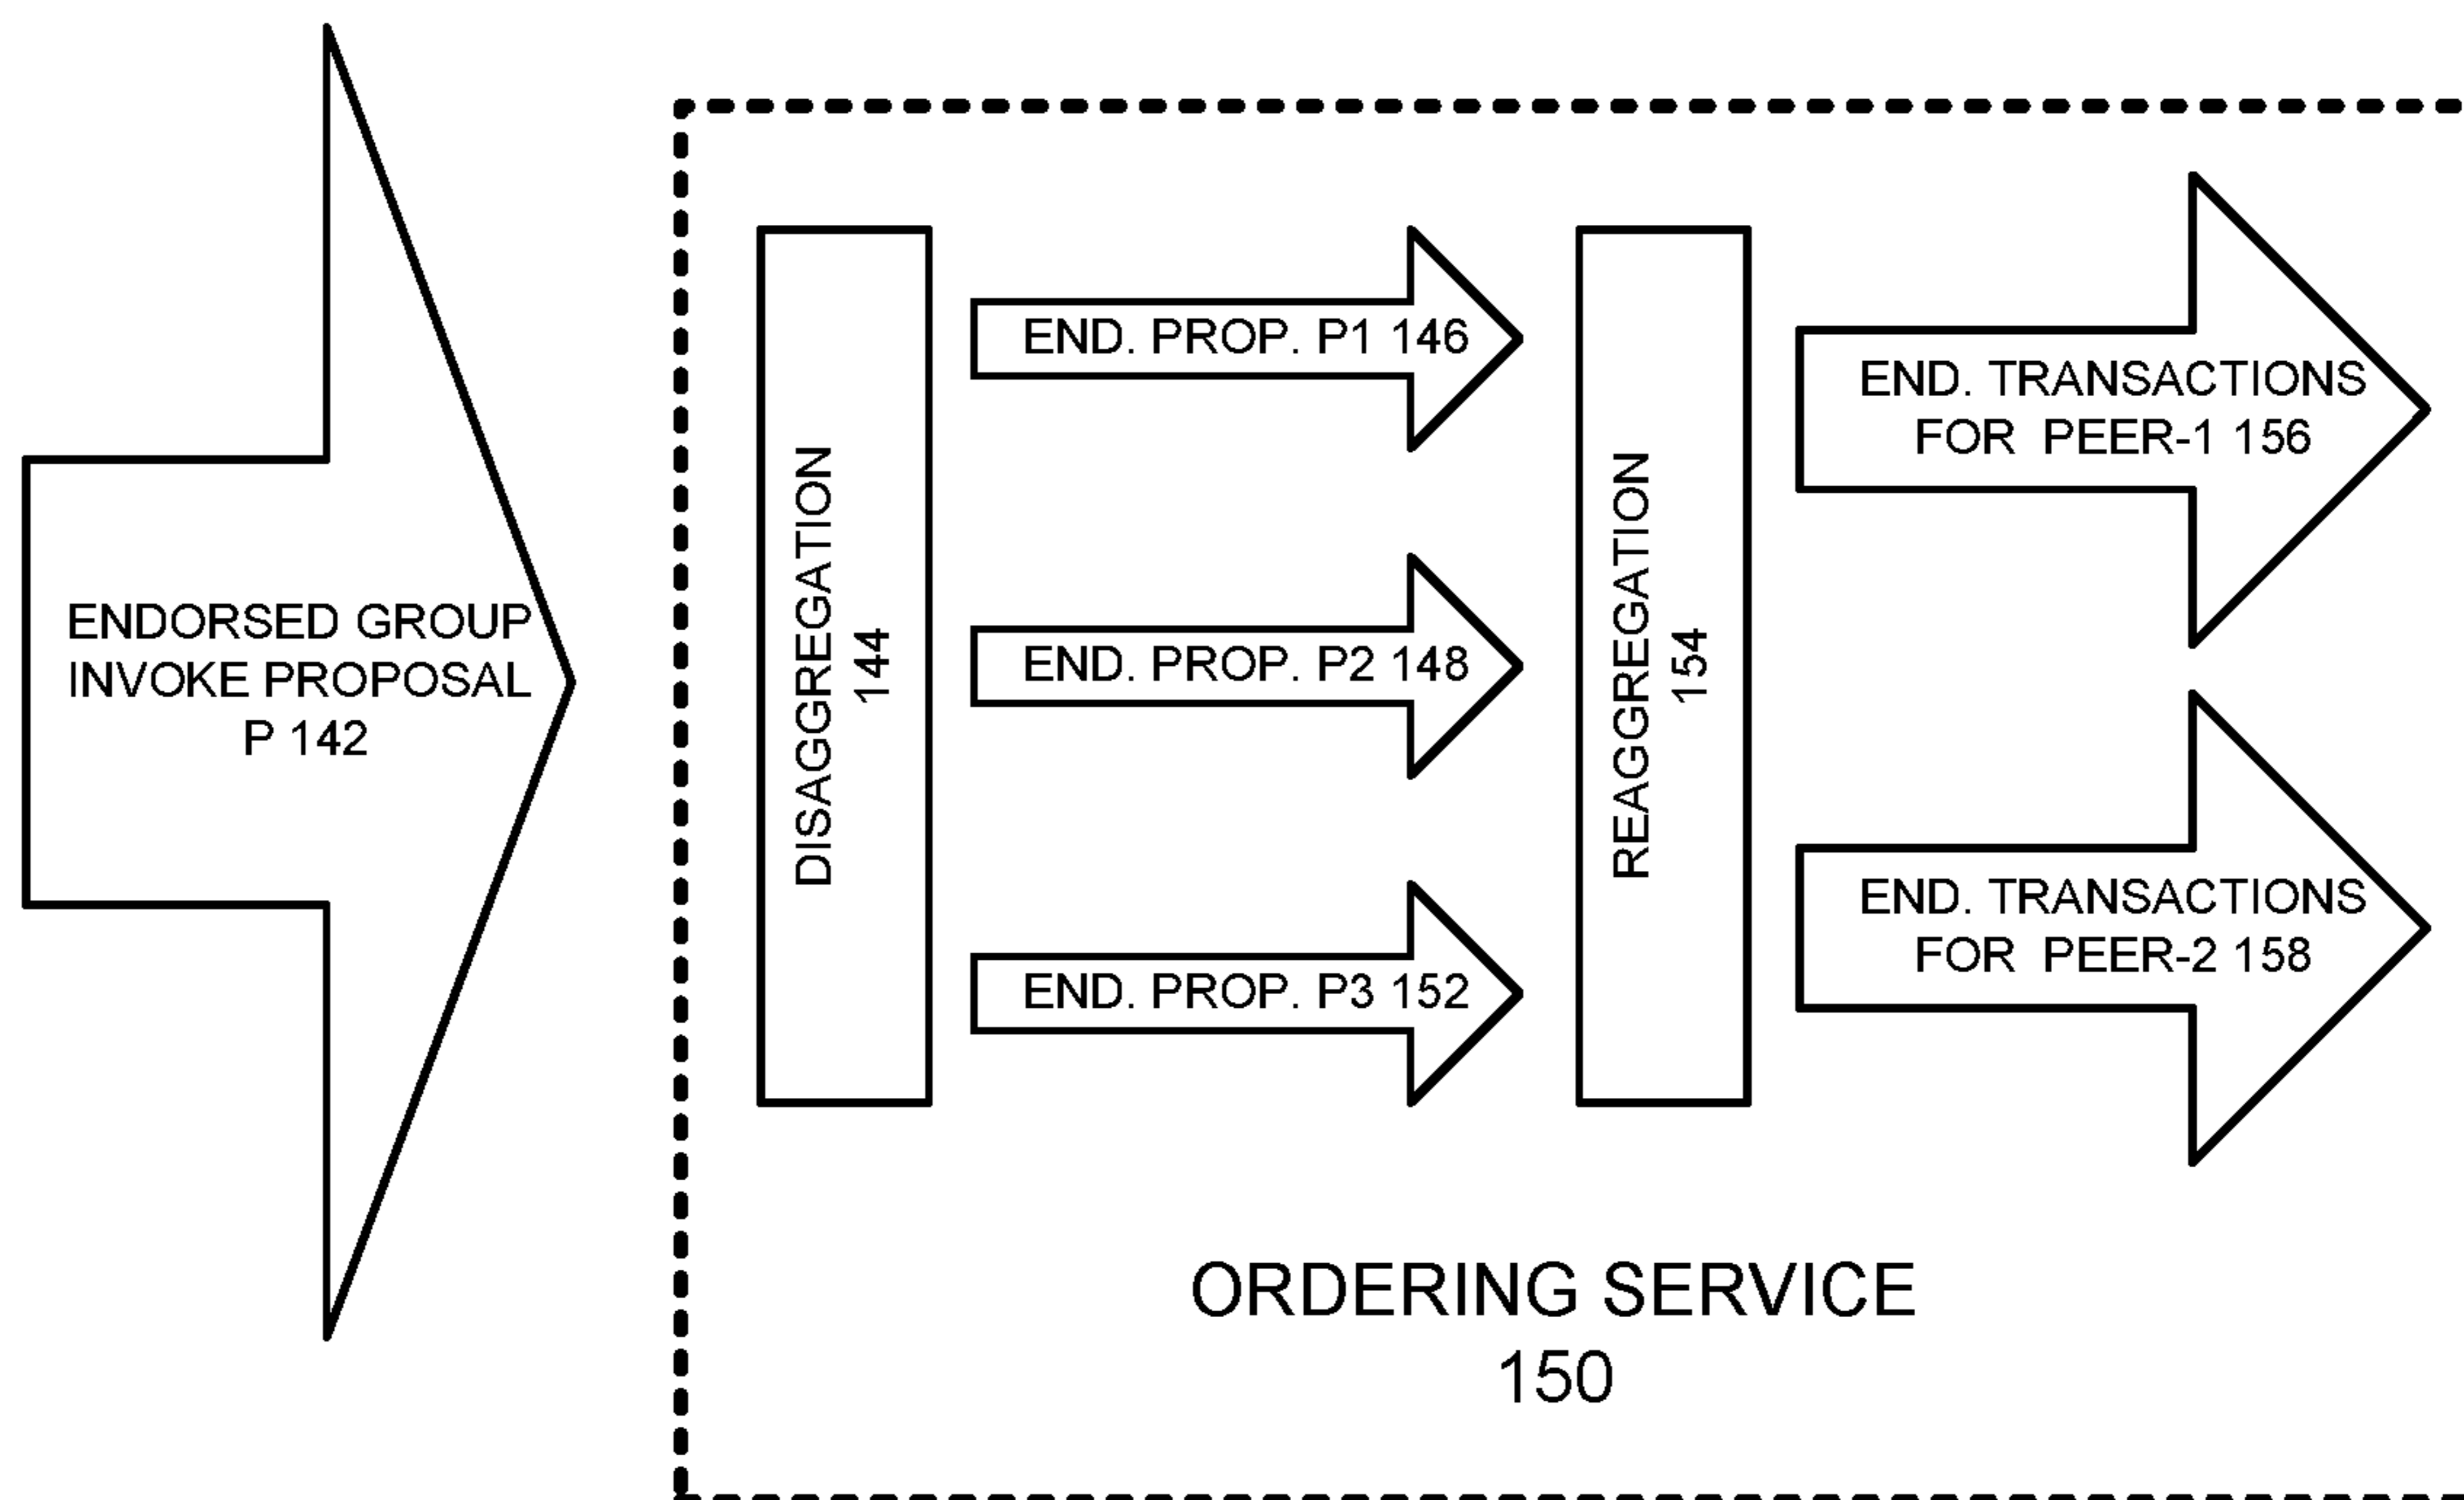 ENDORSED GROUP
INVOKE PROPOSAL
P 142
DISAGGREGATION
144
END. PROP. P1 146
END. PROP. P2 148
END. PROP. P3 152
REAGGREGATION
154
END. TRANSACTIONS
FOR PEER-1 156
END. TRANSACTIONS
FOR PEER-2 158
ORDERING SERVICE
150